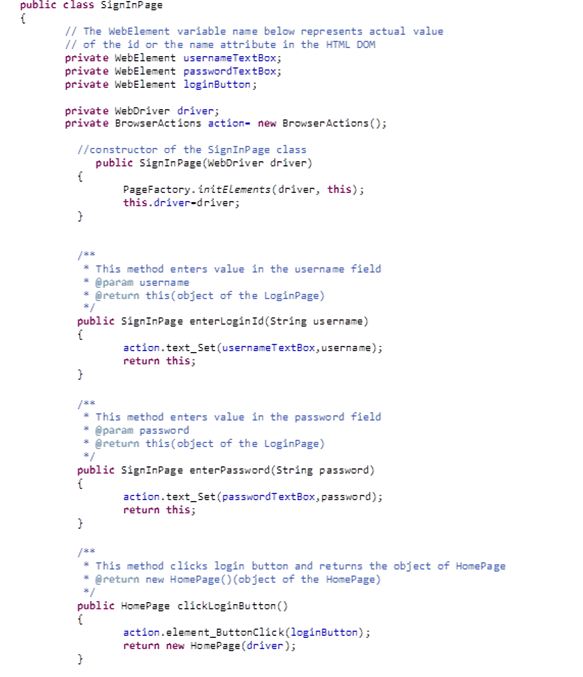 public class SignInPage
{
// The WebElement variable name below represents actual value
// of the id or the name attribute in the HTML DOM
private WebElement usernameTextBox;
private WebElement passwordTextBox;
private WebElement loginButton;
private WebDriver driver;
private BrowserActions action= new BrowserActions();
//constructor of the SignInPage class
public SignInPage(WebDriver driver)
{
PageFactory.initElements(driver, this);
this.driver=driver;
}
/**
* This method enters value in the username field
* @param username
* @return this(object of the LoginPage)
*/
public SignInPage enterLoginId(String username)
{
action.text_Set(usernameTextBox,username);
return this;
}
/**
* This method enters value in the password field
* @param password
* @return this(object of the LoginPage)
*/
public SignInPage enterPassword(String password)
{
action.text_Set(passwordTextBox,password);
return this;
}
/**
* This method clicks login button and returns the object of HomePage
* @return new HomePage()(object of the HomePage)
*/
public HomePage clickLoginButton()
{
action.element_ButtonClick(loginButton);
return new HomePage(driver);
}